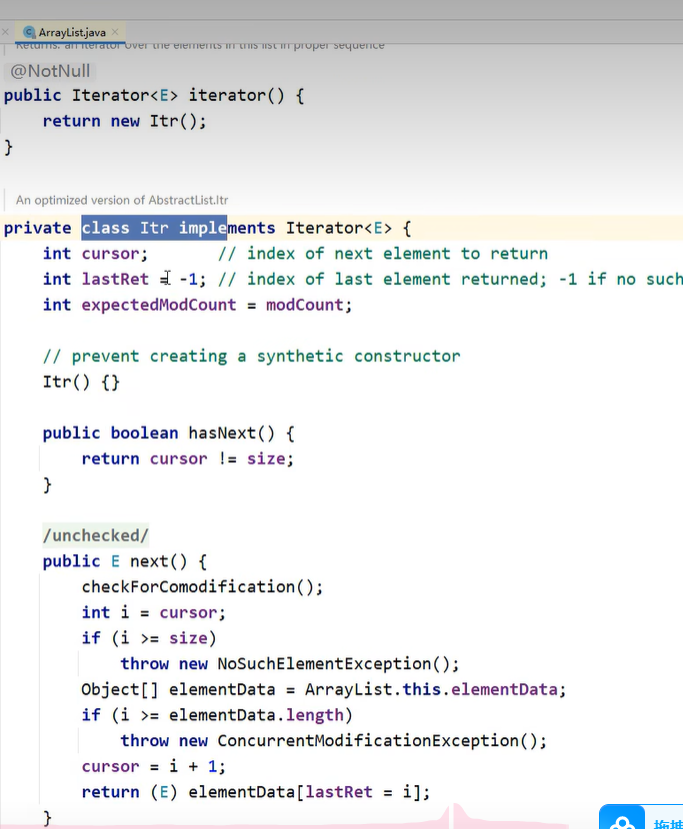 ArrayList.java
Returns: an iterator over the elements in this list in proper sequence
@NotNull
public Iterator<E> iterator() {
return new Itr();
}
An optimized version of AbstractList.Itr
private class Itr implements Iterator<E> {
int cursor; // index of next element to return
int lastRet = -1; // index of last element returned; -1 if no such
int expectedModCount = modCount;
// prevent creating a synthetic constructor
Itr() {}
public boolean hasNext() {
return cursor != size;
}
/unchecked/
public E next() {
checkForComodification();
int i = cursor;
if (i >= size)
throw new NoSuchElementException();
Object[] elementData = ArrayList.this.elementData;
if (i >= elementData.length)
throw new ConcurrentModificationException();
cursor = i + 1;
return (E) elementData[lastRet = i];
}